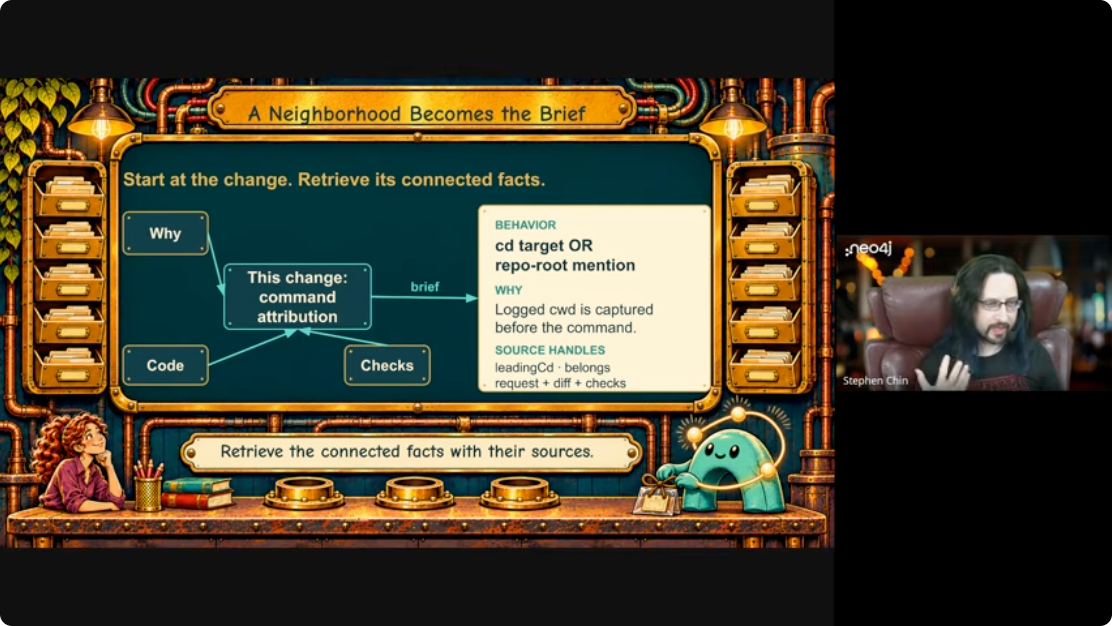 A Neighborhood Becomes the Brief
Start at the change. Retrieve its connected facts.
Why
This change:
command
attribution
Code
Checks
brief
BEHAVIOR
cd target OR
repo-root mention
WHY
Logged cwd is captured
before the command.
SOURCE HANDLES
leadingCd · belongs
request + diff + checks
Retrieve the connected facts with their sources.
:neo4j
Stephen Chin